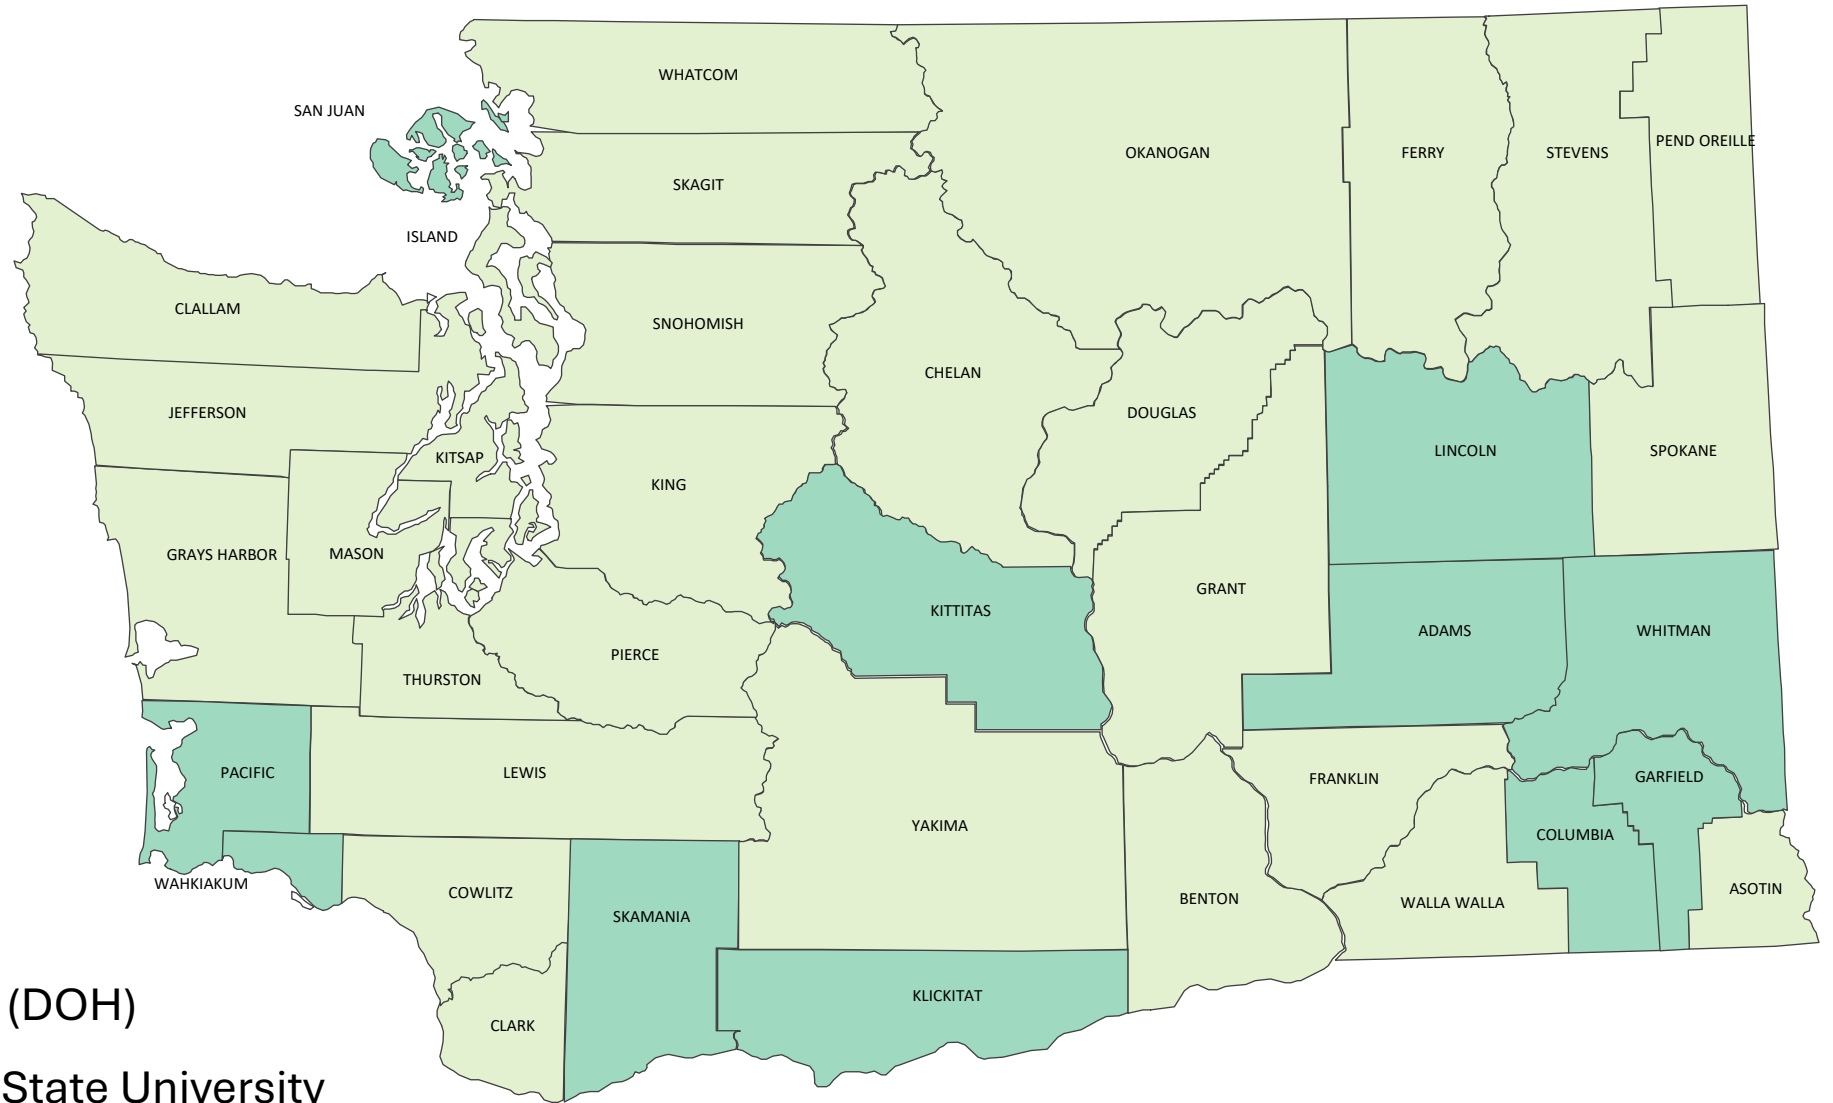 WHATCOM
SAN JUAN
OKANOGAN
FERRY
STEVENS
PEND OREILLE
SKAGIT
ISLAND
CLALLAM
SNOHOMISH
CHELAN
JEFFERSON
DOUGLAS
KITSAP
LINCOLN
SPOKANE
KING
GRAYS HARBOR
MASON
GRANT
KITTITAS
ADAMS
WHITMAN
PIERCE
THURSTON
PACIFIC
LEWIS
FRANKLIN
GARFIELD
YAKIMA
COLUMBIA
WAHKIAKUM
COWLITZ
ASOTIN
BENTON
WALLA WALLA
SKAMANIA
KLICKITAT
(DOH)
CLARK
State University